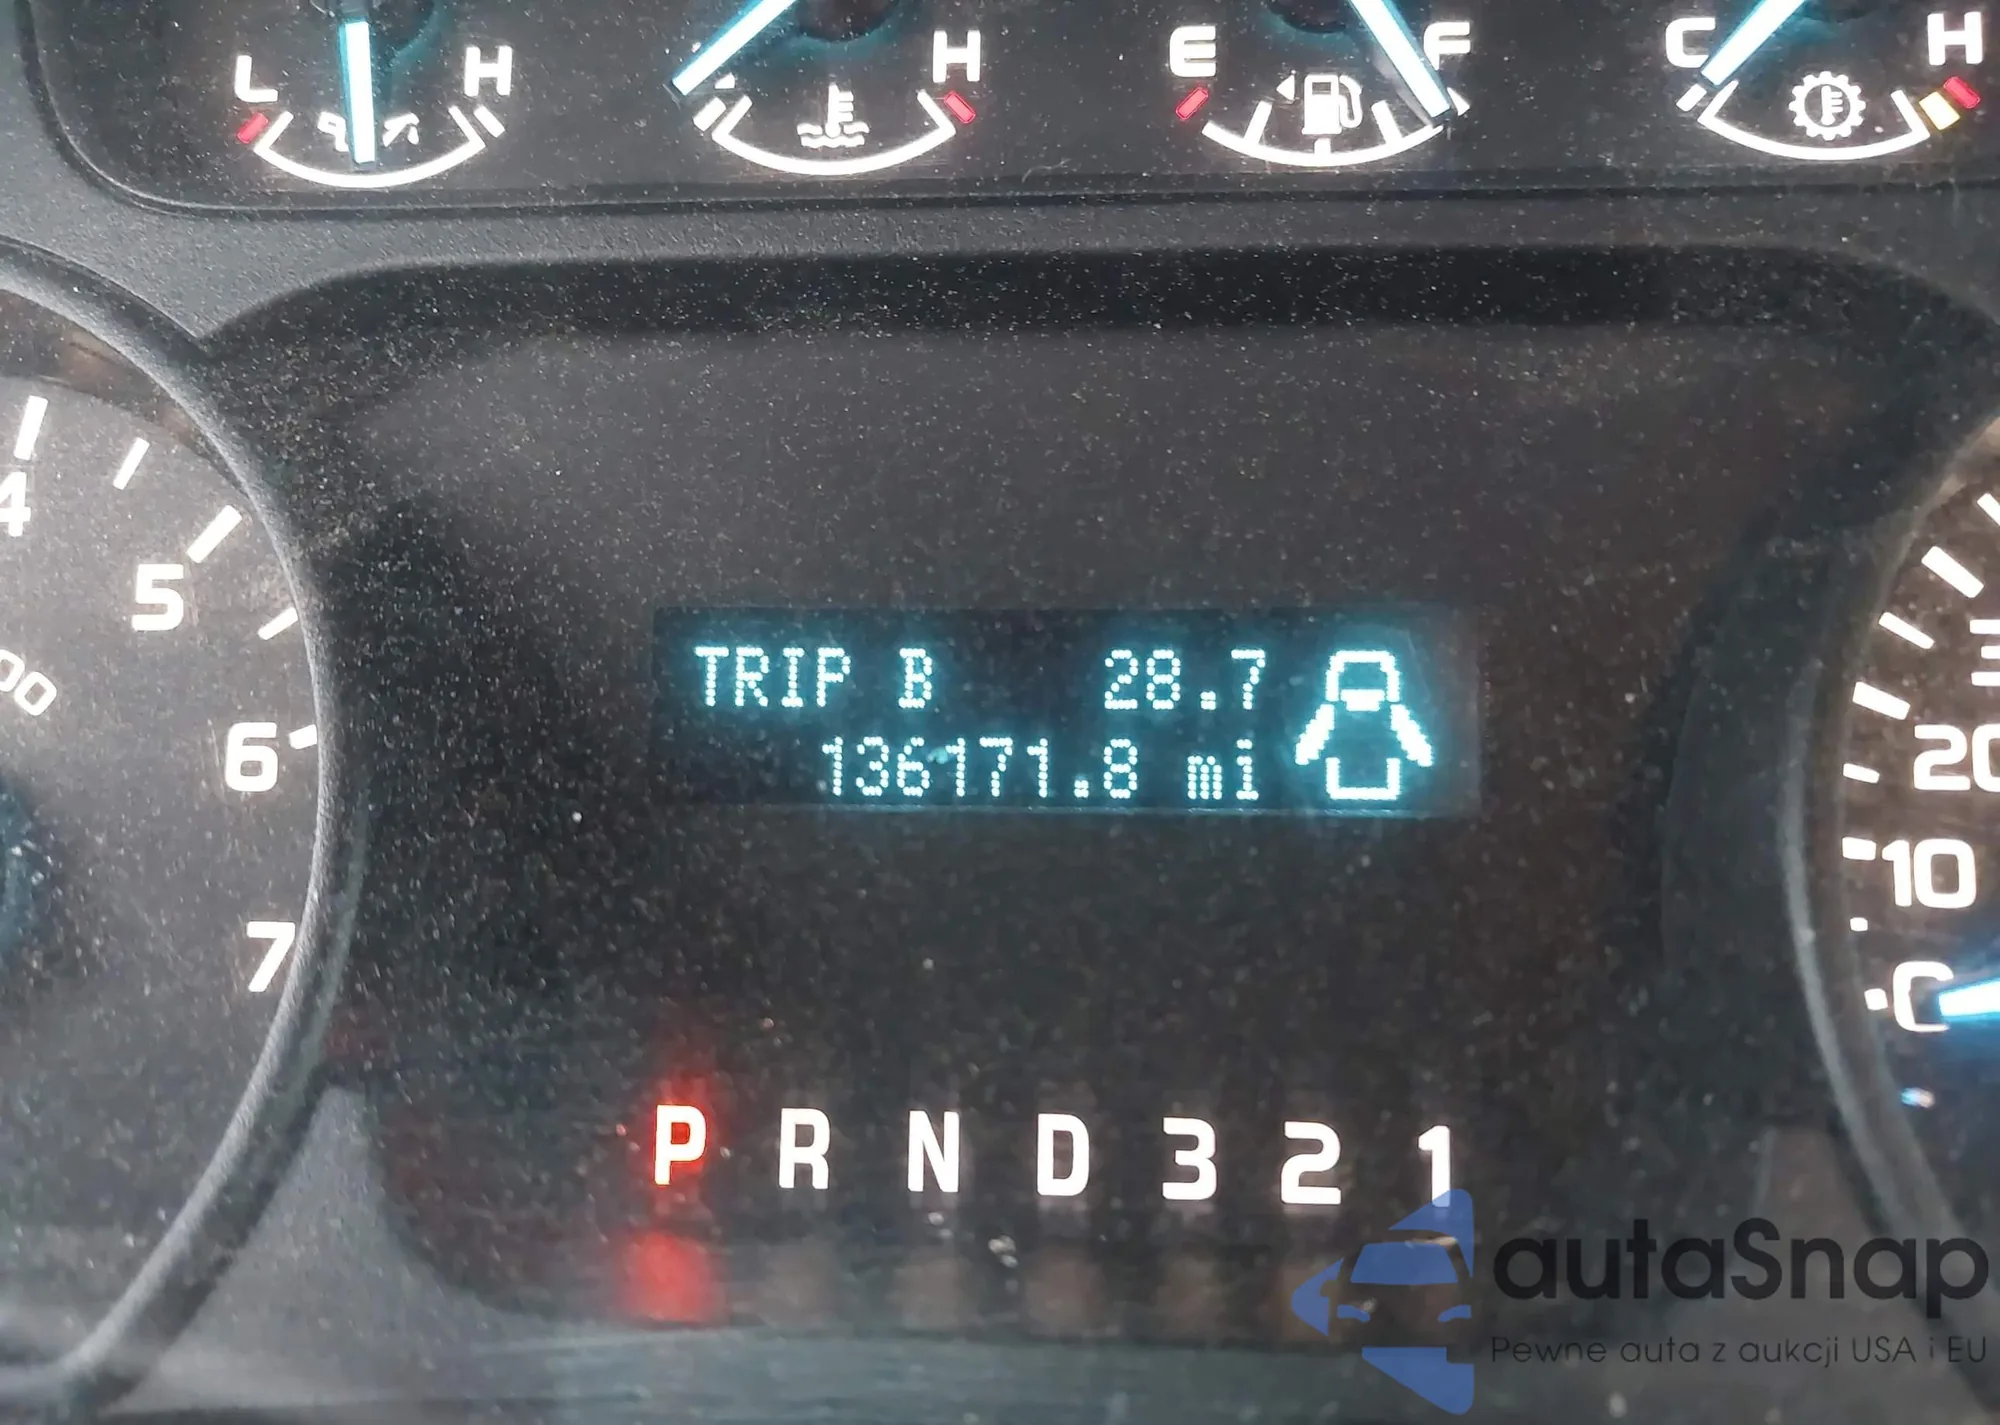 L H H E F C H
4
5
00
6
7
TRIP B 28.7
136171.8 mi
20
10
0
P R N D 3 2 1
autaSnap
Pewne auta z aukcji USA i EU